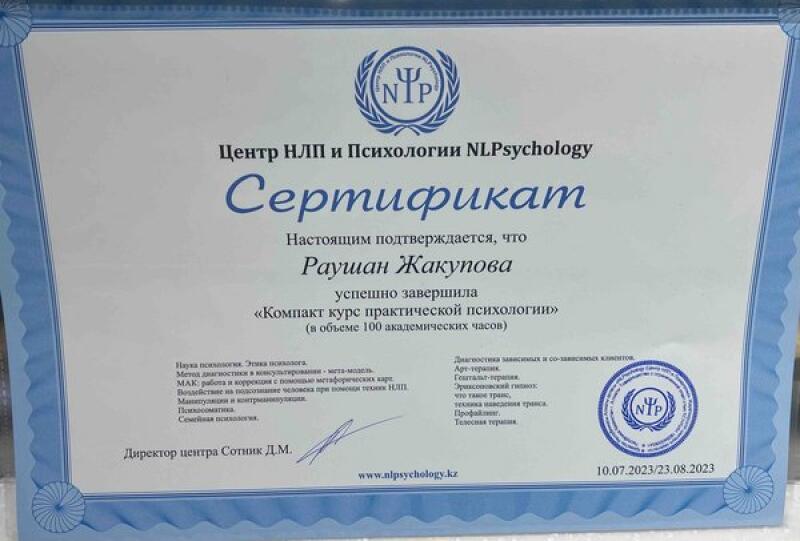 NΨP
Центр НЛП и Психологии NLPsychology
Сертификат
Настоящим подтверждается, что
Раушан Жакупова
успешно завершила
«Компакт курс практической психологии»
(в объеме 100 академических часов)
Наука психология. Этика психолога.
Метод диагностики в консультировании - мета-модель.
МАК: работа и коррекция с помощью метафорических карт.
Воздействие на подсознание человека при помощи техник НЛП.
Манипуляции и контрманипуляции.
Психосоматика.
Семейная психология.
Диагностика зависимых и со-зависимых клиентов.
Арт-терапия.
Гештальт-терапия.
Эриксоновский гипноз:
что такое транс,
техника наведения транса.
Профайлинг.
Телесная терапия.
NΨP
Директор центра Сотник Д.М.
www.nlpsychology.kz
10.07.2023/23.08.2023